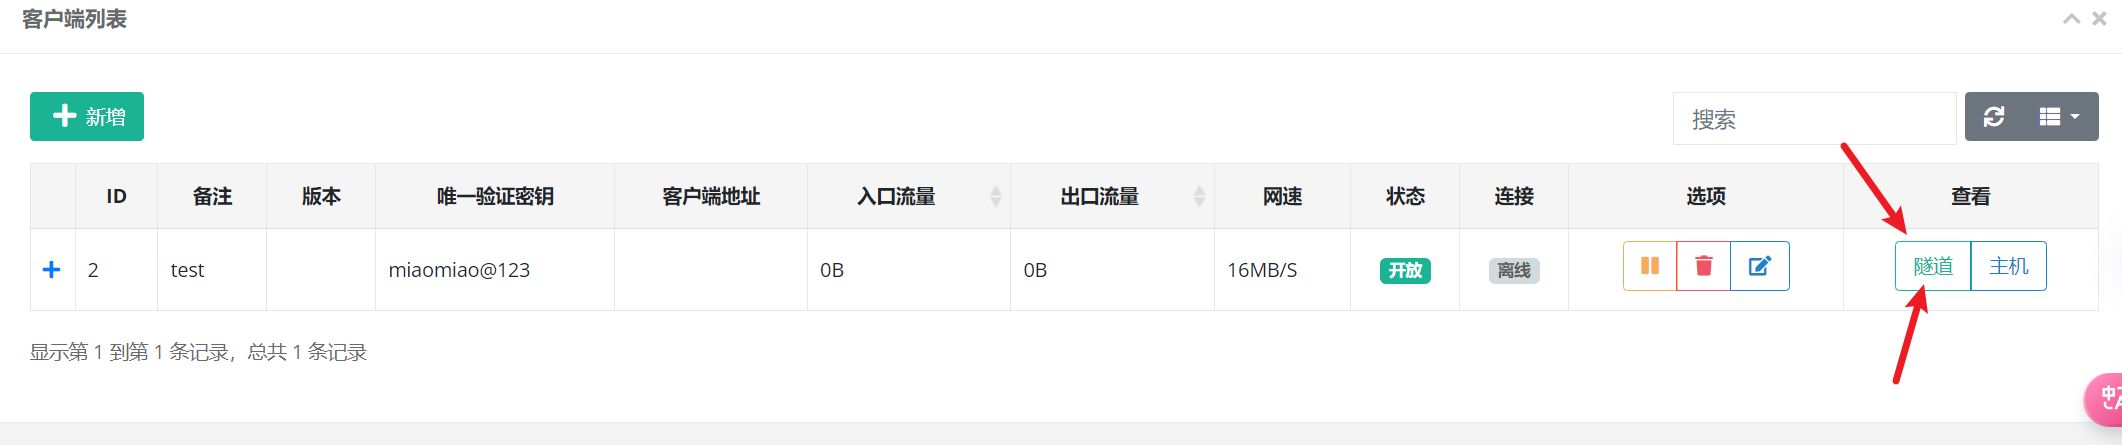 客户端列表
新增
搜索
ID 备注 版本 唯一验证密钥 客户端地址 入口流量 出口流量 网速 状态 连接 选项 查看
2 test miaomiao@123 0B 0B 16MB/S 开放 离线 隧道 主机
显示第 1 到第 1 条记录，总共 1 条记录
中
A